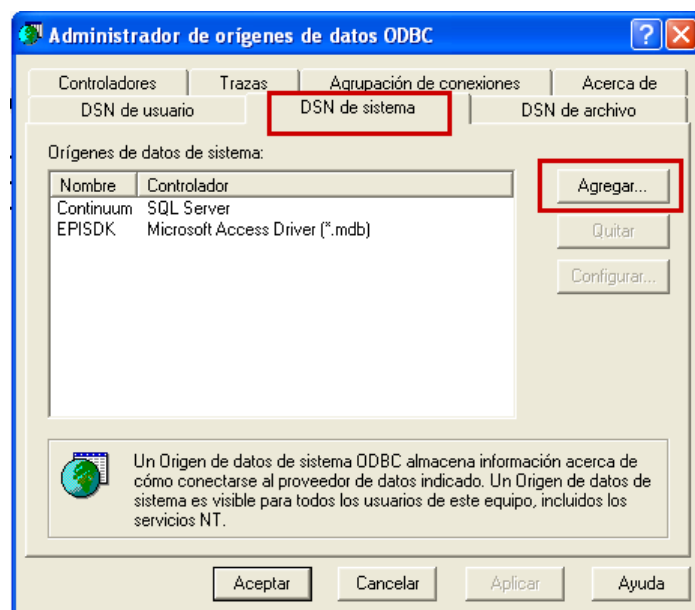 Administrador de orígenes de datos ODBC
Controladores Trazas Agrupación de conexiones Acerca de
DSN de usuario DSN de sistema DSN de archivo
Orígenes de datos de sistema:
Nombre Controlador
Continuum SQL Server
EPISDK Microsoft Access Driver (*.mdb)
Agregar...
Quitar
Configurar...
Un Origen de datos de sistema ODBC almacena información acerca de
cómo conectarse al proveedor de datos indicado. Un Origen de datos de
sistema es visible para todos los usuarios de este equipo, incluidos los
servicios NT.
Aceptar Cancelar Aplicar Ayuda